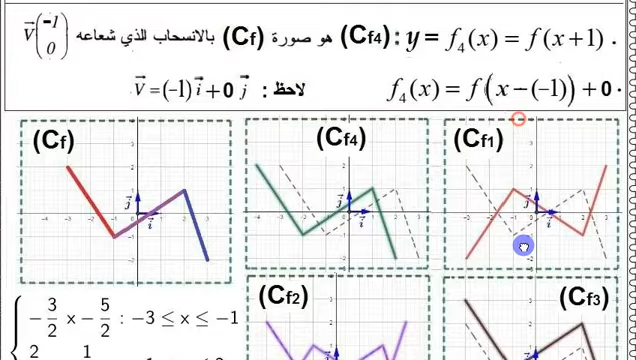 (Cf4) : y = f₄(x) = f(x+1) . هو صورة (Cf) بالانسحاب الذي شعاعه V⃗(-1 0)
f₄(x) = f(x−(−1))+0 . لاحظ : V⃗ = (−1) i⃗ + 0 j⃗
(Cf)
(Cf4)
(Cf1)
(Cf2)
(Cf3)
−3/2 x − 5/2 : −3 ≤ x ≤ −1